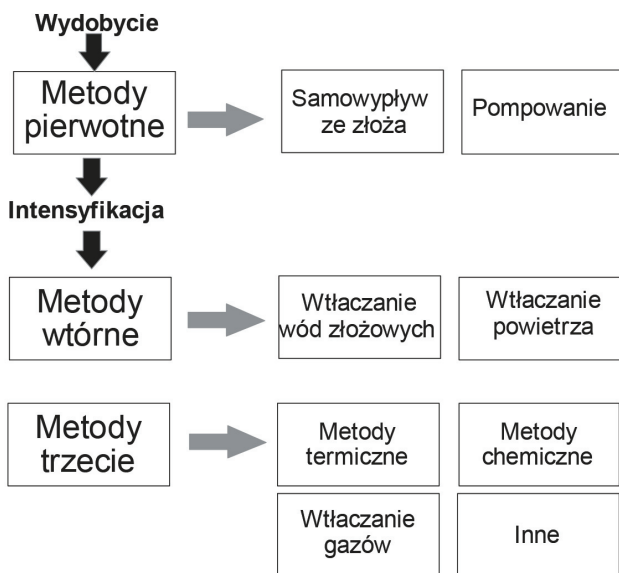 Wydobycie
Metody
pierwotne
Samowypływ
ze złoża
Pompowanie
Intensyfikacja
Metody
wtórne
Wtłaczanie
wód złożowych
Wtłaczanie
powietrza
Metody
trzecie
Metody
termiczne
Metody
chemiczne
Wtłaczanie
gazów
Inne